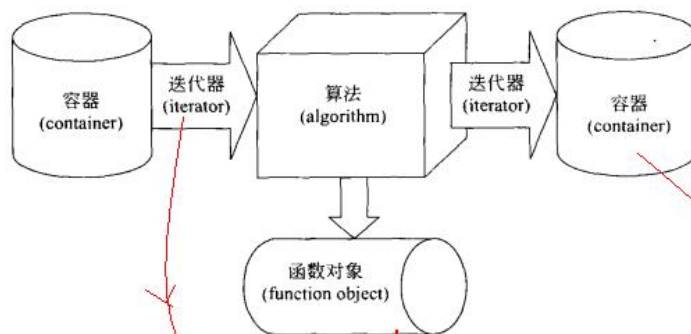 容器
(container)
迭代器
(iterator)
算法
(algorithm)
迭代器
(iterator)
容器
(container)
函数对象
(function object)